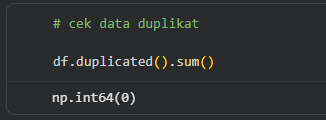 # cek data duplikat
df.duplicated().sum()
np.int64(0)